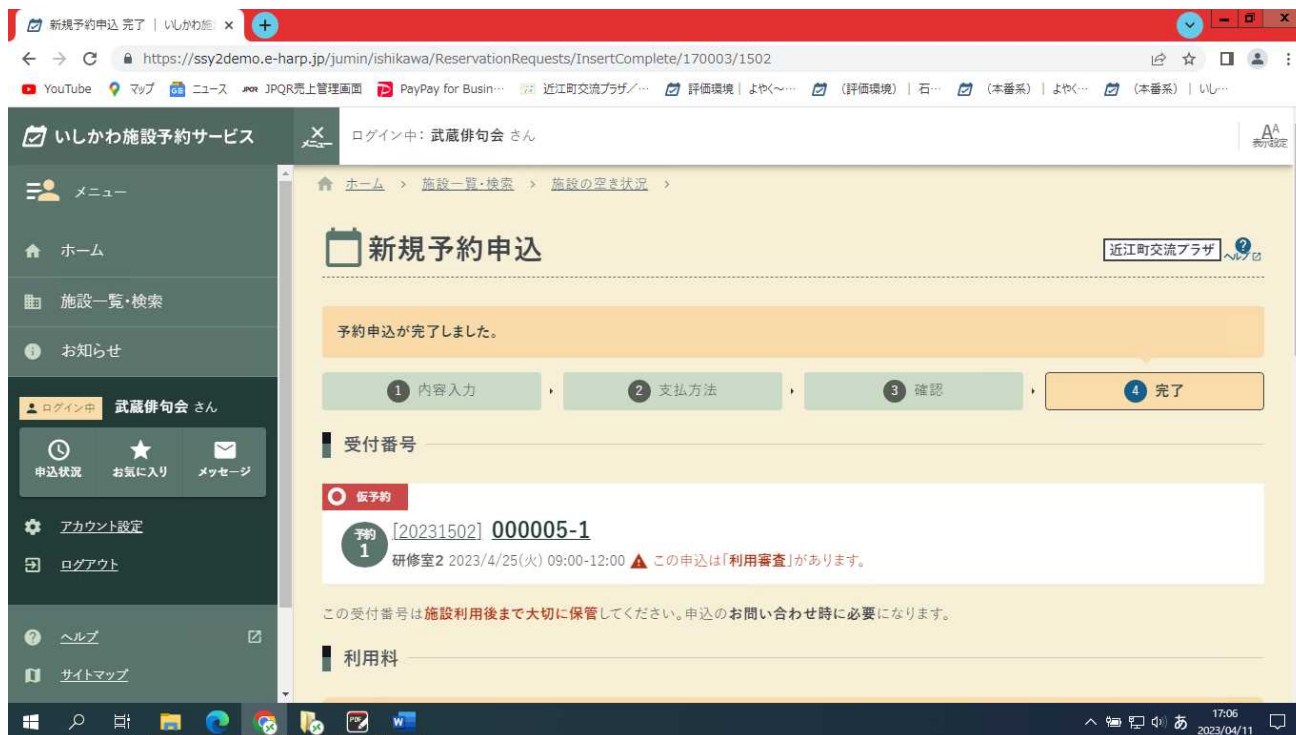 新規予約申込 完了 | いしかわ施
https://ssy2demo.e-harp.jp/jumin/ishikawa/ReservationRequests/InsertComplete/170003/1502
YouTube マップ ニュース JPQR売上管理画面 PayPay for Busin… 近江町交流プラザ／… 評価環境 | よやく〜… （評価環境） | 石… （本番系） | よやく… （本番系） | いし…
いしかわ施設予約サービス
メニュー
ログイン中: 武蔵俳句会 さん
AA
表示設定
メニュー
ホーム
施設一覧・検索
お知らせ
ログイン中 武蔵俳句会 さん
申込状況 お気に入り メッセージ
アカウント設定
ログアウト
ヘルプ
サイトマップ
ホーム > 施設一覧・検索 > 施設の空き状況 >
新規予約申込
近江町交流プラザ ヘルプ
予約申込が完了しました。
1 内容入力 2 支払方法 3 確認 4 完了
受付番号
仮予約
予約 1
[20231502] 000005-1
研修室2 2023/4/25(火) 09:00-12:00 この申込は「利用審査」があります。
この受付番号は施設利用後まで大切に保管してください。申込のお問い合わせ時に必要になります。
利用料
あ 17:06
2023/04/11